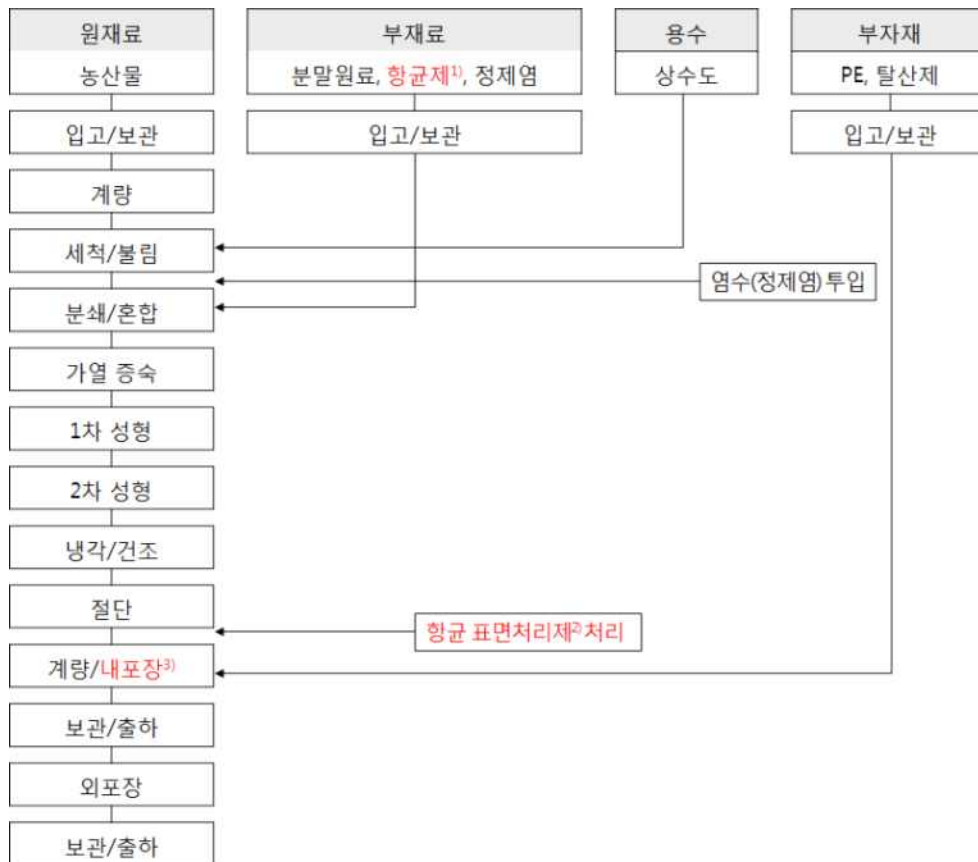 원재료
농산물
입고/보관
계량
세척/불림
분쇄/혼합
가열 증숙
1차 성형
2차 성형
냉각/건조
절단
계량/내포장3)
보관/출하
외포장
보관/출하
부재료
분말원료, 항균제1), 정제염
입고/보관
용수
상수도
부자재
PE, 탈산제
입고/보관
염수(정제염) 투입
항균 표면처리제2) 처리